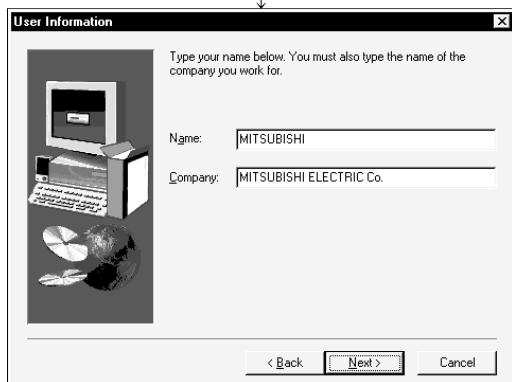 User Information
Type your name below. You must also type the name of the
company you work for.
Name: MITSUBISHI
Company: MITSUBISHI ELECTRIC Co.
< Back Next > Cancel